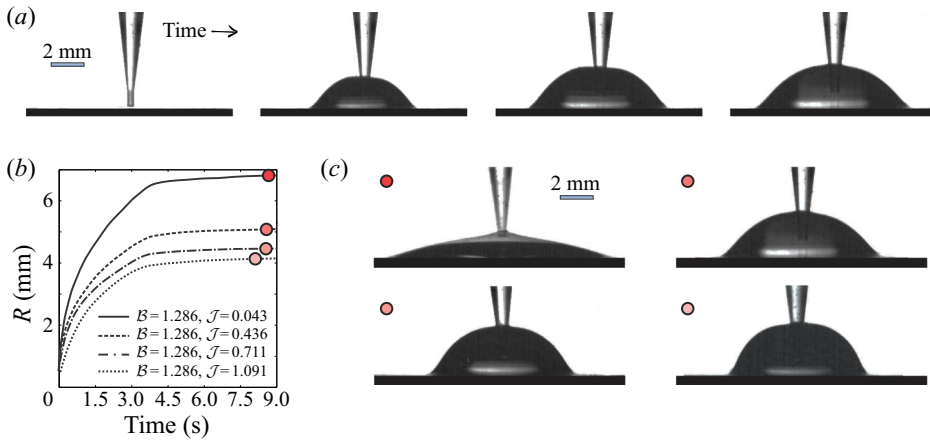 (a)
Time →
2 mm
(b)
6
4
2
0
R (mm)
ℬ = 1.286, 𝒥 = 0.043
ℬ = 1.286, 𝒥 = 0.436
ℬ = 1.286, 𝒥 = 0.711
ℬ = 1.286, 𝒥 = 1.091
1.5 3.0 4.5 6.0 7.5 9.0
Time (s)
(c)
2 mm